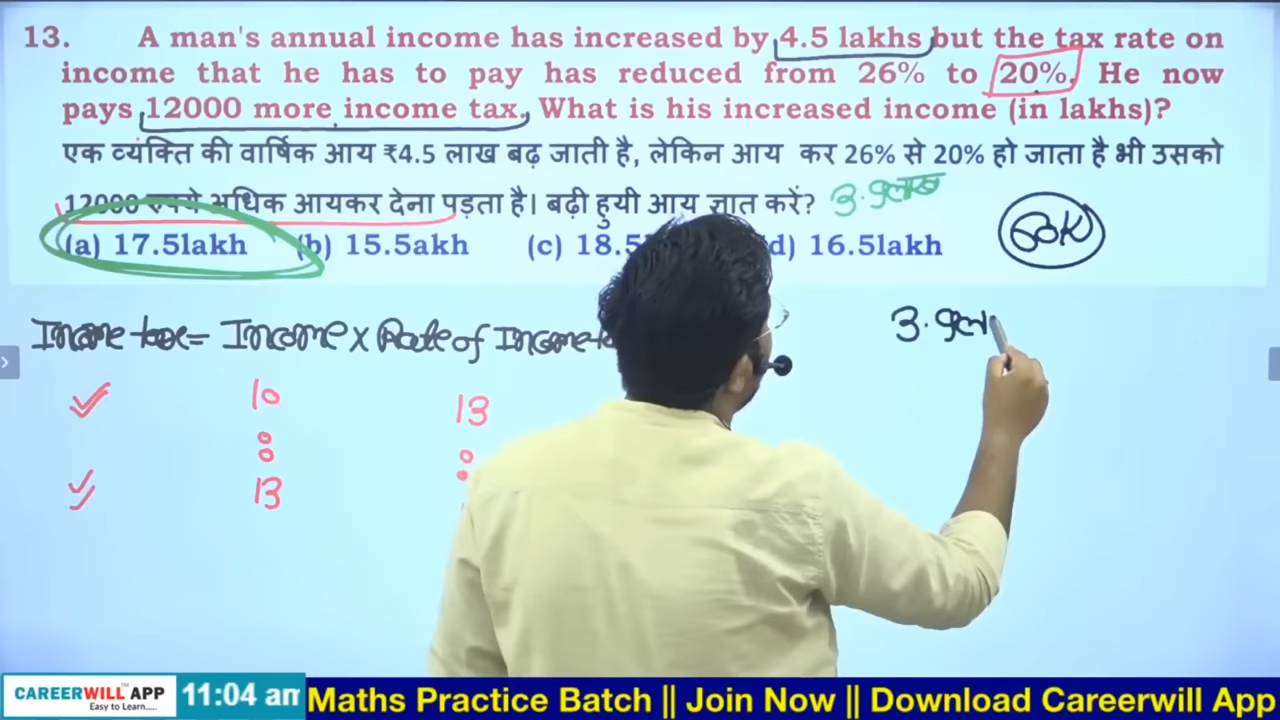 13. A man's annual income has increased by 4.5 lakhs but the tax rate on
income that he has to pay has reduced from 26% to 20%. He now
pays 12000 more income tax. What is his increased income (in lakhs)?
एक व्यक्ति की वार्षिक आय ₹4.5 लाख बढ़ जाती है, लेकिन आय कर 26% से 20% हो जाता है भी उसको
12000 रुपये अधिक आयकर देना पड़ता है। बढ़ी हुयी आय ज्ञात करें? 3.9लाख
(a) 17.5lakh (b) 15.5akh (c) 18.5 d) 16.5lakh
60K
Income tax = Income x Rate of Income
3.9ला
10 13
13
CAREERWILL APP
Easy to Learn.....
11:04 am
Maths Practice Batch || Join Now || Download Careerwill App